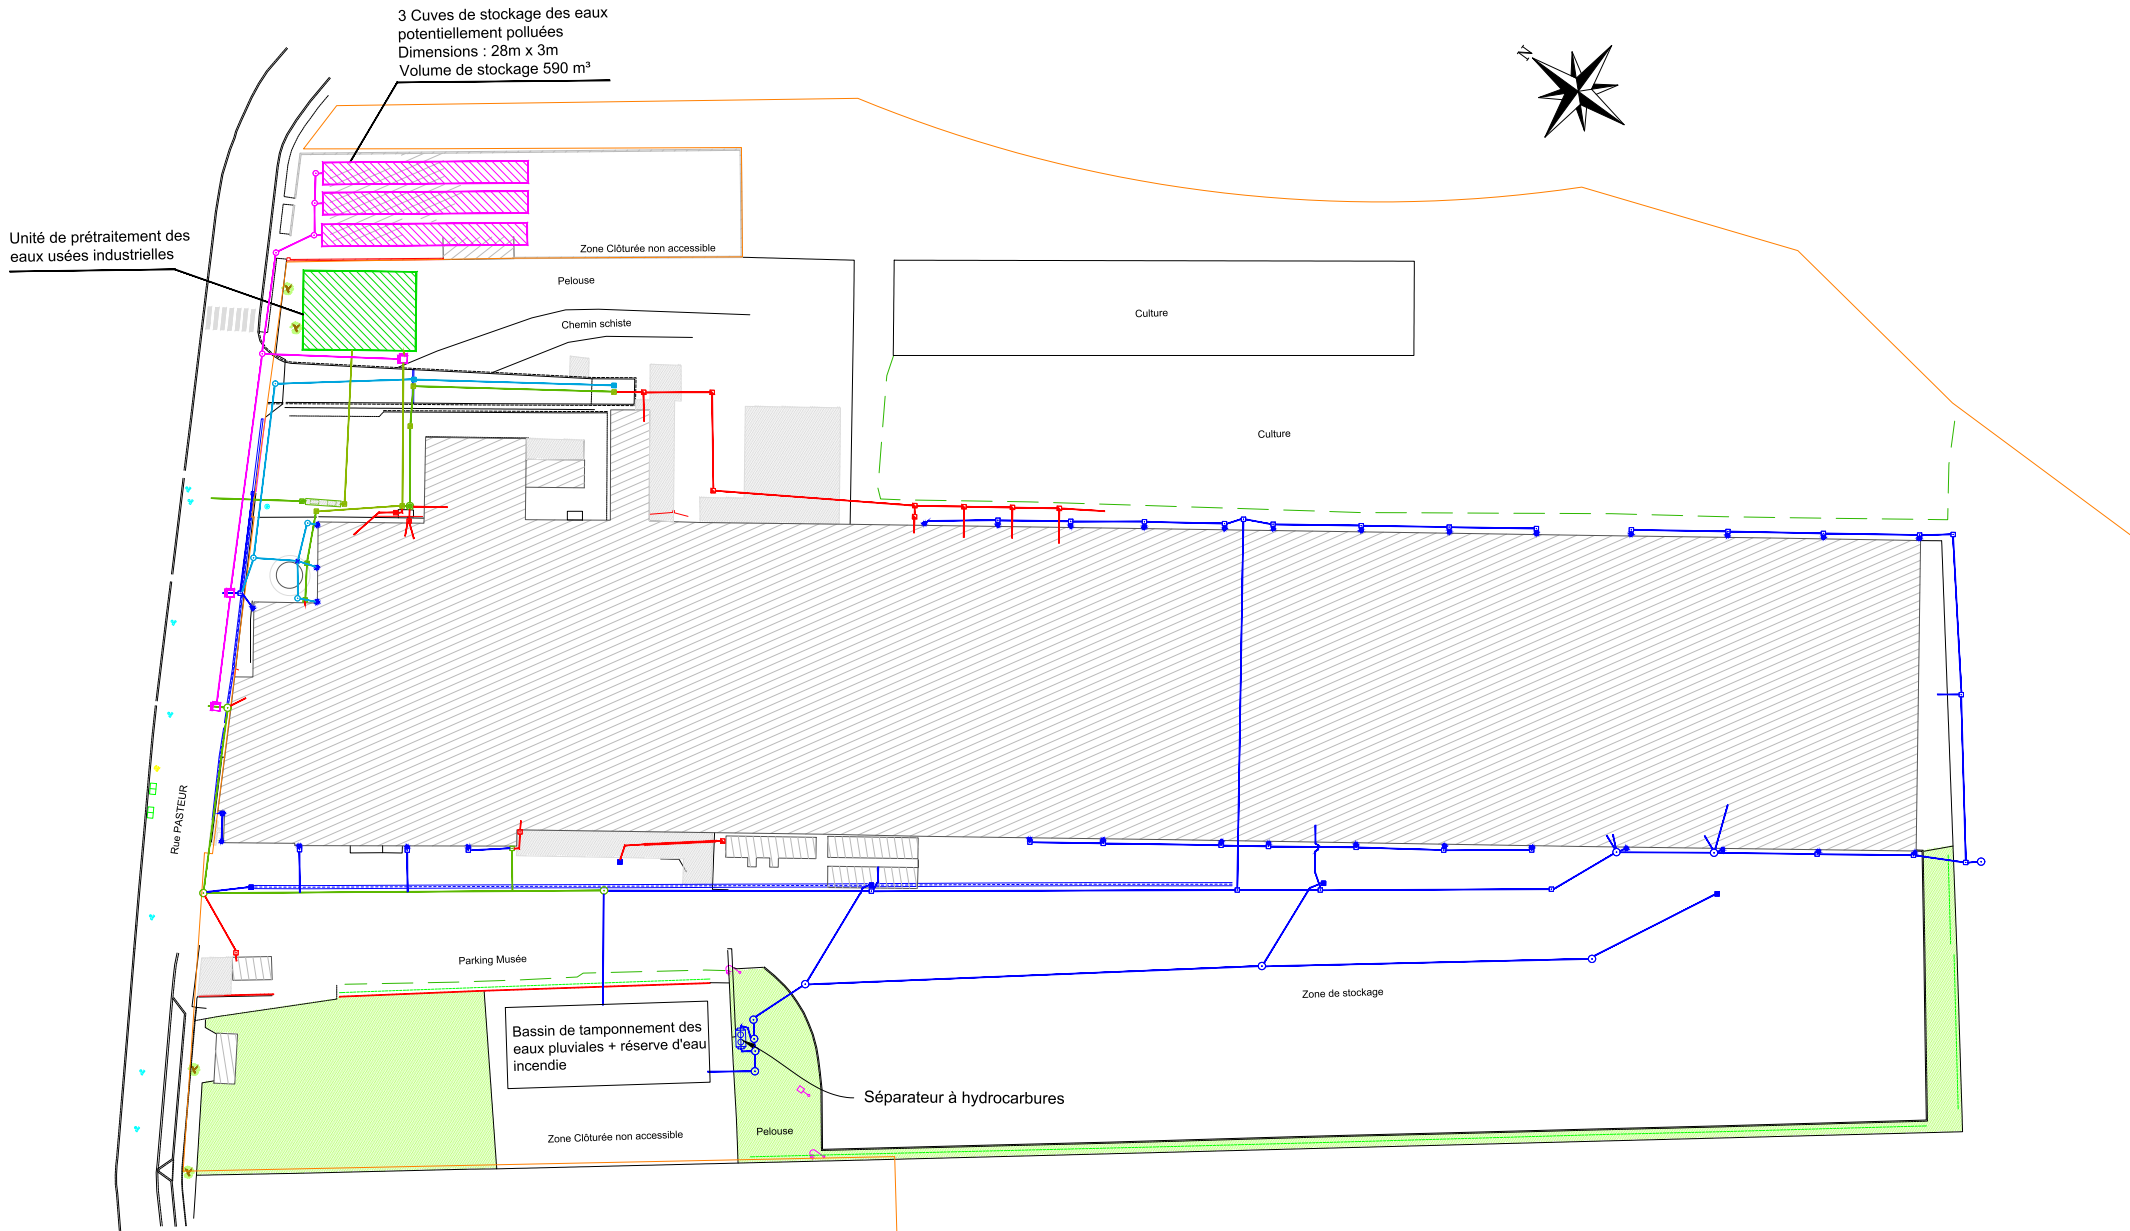 3 Cuves de stockage des eaux
potentiellement polluées
Dimensions : 28m x 3m
Volume de stockage 590 m³
N
Unité de prétraitement des
eaux usées industrielles
Zone Clôturée non accessible
Pelouse
Chemin schiste
Culture
Culture
Rue PASTEUR
Parking Musée
Zone de stockage
Bassin de tamponnement des
eaux pluviales + réserve d'eau
incendie
Séparateur à hydrocarbures
Zone Clôturée non accessible
Pelouse